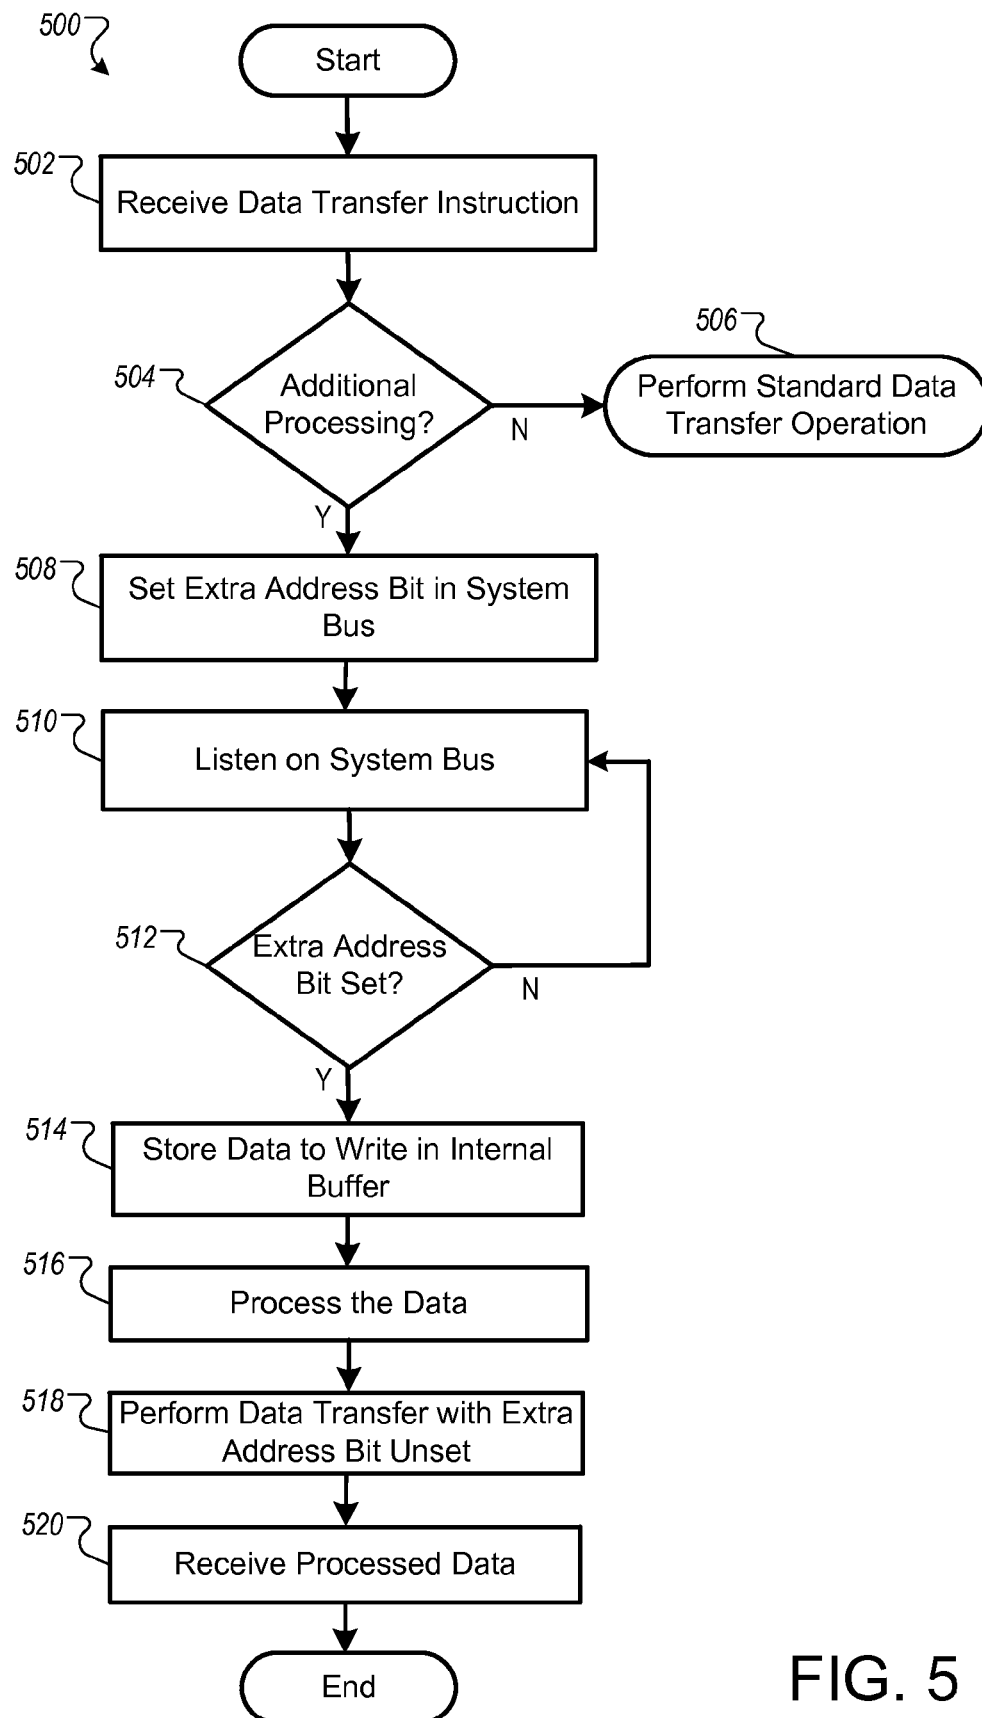 500
Start
502
Receive Data Transfer Instruction
506
504
Additional
Processing?
N
Perform Standard Data
Transfer Operation
Y
508
Set Extra Address Bit in System
Bus
510
Listen on System Bus
512
Extra Address
Bit Set?
N
Y
514
Store Data to Write in Internal
Buffer
516
Process the Data
518
Perform Data Transfer with Extra
Address Bit Unset
520
Receive Processed Data
End
FIG. 5